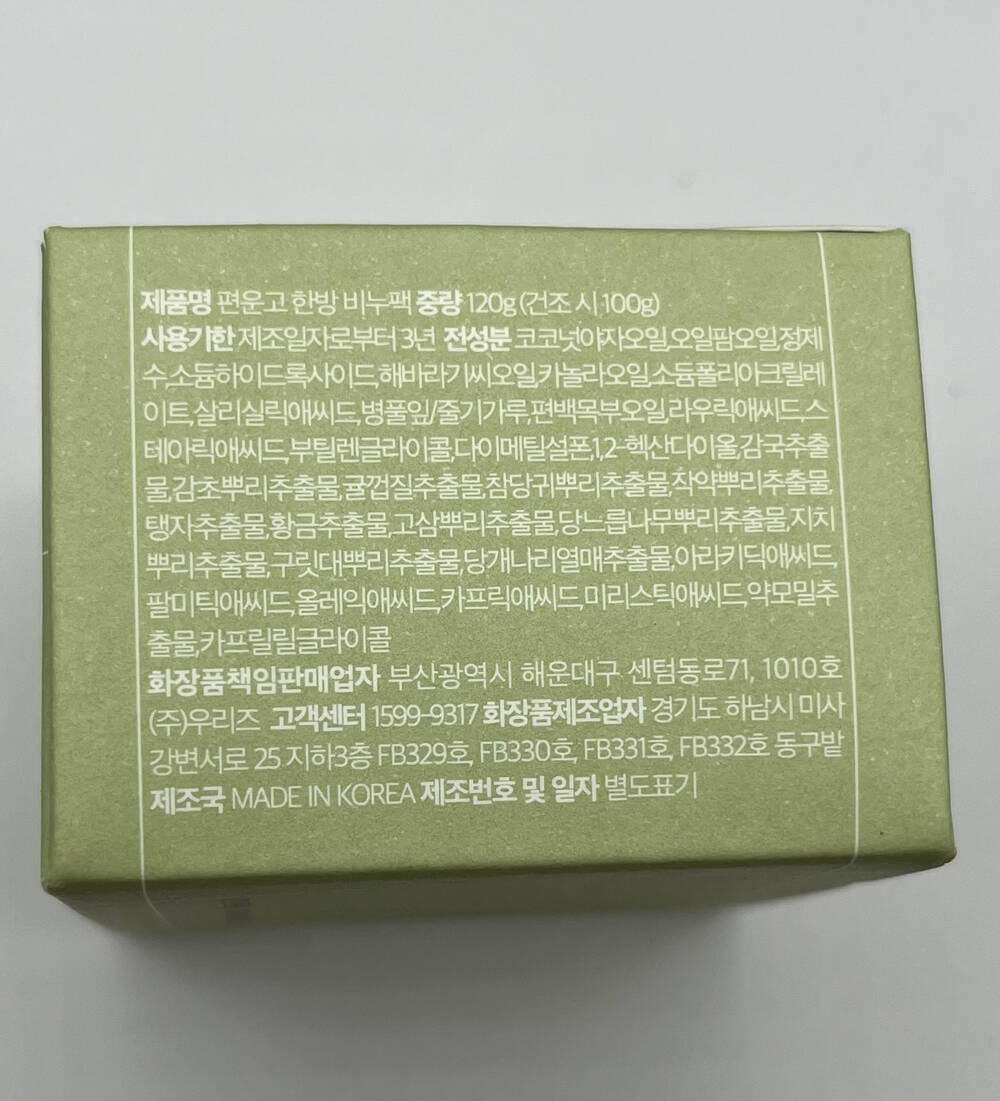 제품명 편운고 한방 비누팩 중량 120g (건조 시 100g)
사용기한 제조일자로부터 3년 전성분 코코넛야자오일,오일팜오일,정제
수,소듐하이드록사이드,해바라기씨오일,카놀라오일,소듐폴리아크릴레
이트,살리실릭애씨드,병풀잎/줄기가루,편백목부오일,라우릭애씨드,스
테아릭애씨드,부틸렌글라이콜,다이메틸설폰,1,2-헥산다이올,감국추출
물,감초뿌리추출물,귤껍질추출물,참당귀뿌리추출물,작약뿌리추출물,
탱자추출물,황금추출물,고삼뿌리추출물,당느릅나무뿌리추출물,지치
뿌리추출물,구릿대뿌리추출물,당개나리열매추출물,아라키딕애씨드,
팔미틱애씨드,올레익애씨드,카프릭애씨드,미리스틱애씨드,약모밀추
출물,카프릴릴글라이콜
화장품책임판매업자 부산광역시 해운대구 센텀동로71, 1010호
(주)우리즈 고객센터 1599-9317 화장품제조업자 경기도 하남시 미사
강변서로 25 지하3층 FB329호, FB330호, FB331호, FB332호 동구밭
제조국 MADE IN KOREA 제조번호 및 일자 별도표기